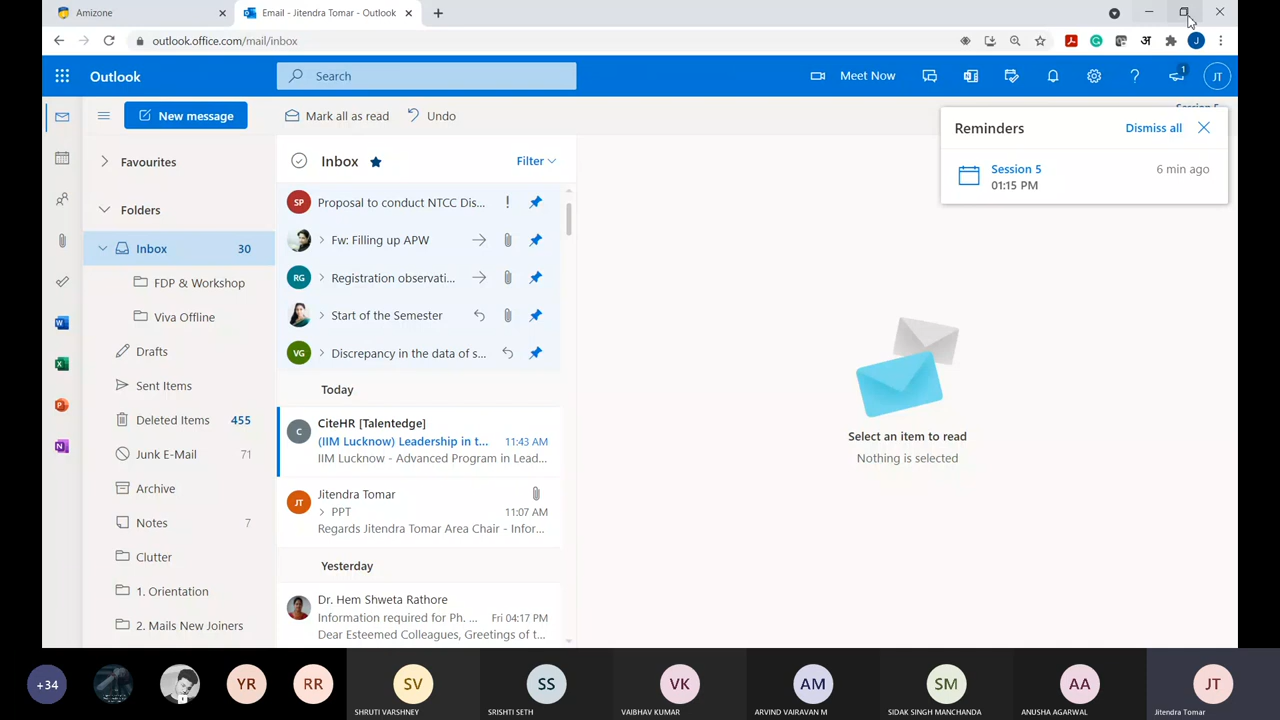 Amizone
Email - Jitendra Tomar - Outlook
outlook.office.com/mail/inbox
अ
J
Outlook
Search
Meet Now
1
JT
New message
Mark all as read
Undo
Session 5
Reminders
Dismiss all
Session 5
6 min ago
01:15 PM
Favourites
Folders
Inbox 30
FDP & Workshop
Viva Offline
Drafts
Sent Items
Deleted Items 455
Junk E-Mail 71
Archive
Notes 7
Clutter
1. Orientation
2. Mails New Joiners
Inbox
Filter
SP Proposal to conduct NTCC Dis... !
Fw: Filling up APW
RG Registration observati...
Start of the Semester
VG Discrepancy in the data of s...
Today
C
CiteHR [Talentedge]
(IIM Lucknow) Leadership in t... 11:43 AM
IIM Lucknow - Advanced Program in Lead...
JT
Jitendra Tomar
PPT 11:07 AM
Regards Jitendra Tomar Area Chair - Infor...
Yesterday
Dr. Hem Shweta Rathore
Information required for Ph. ... Fri 04:17 PM
Dear Esteemed Colleagues, Greetings of t...
Select an item to read
Nothing is selected
+34
YR
RR
SV
SHRUTI VARSHNEY
SS
SRISHTI SETH
VK
VAIBHAV KUMAR
AM
ARVIND VAIRAVAN M
SM
SIDAK SINGH MANCHANDA
AA
ANUSHA AGARWAL
JT
Jitendra Tomar